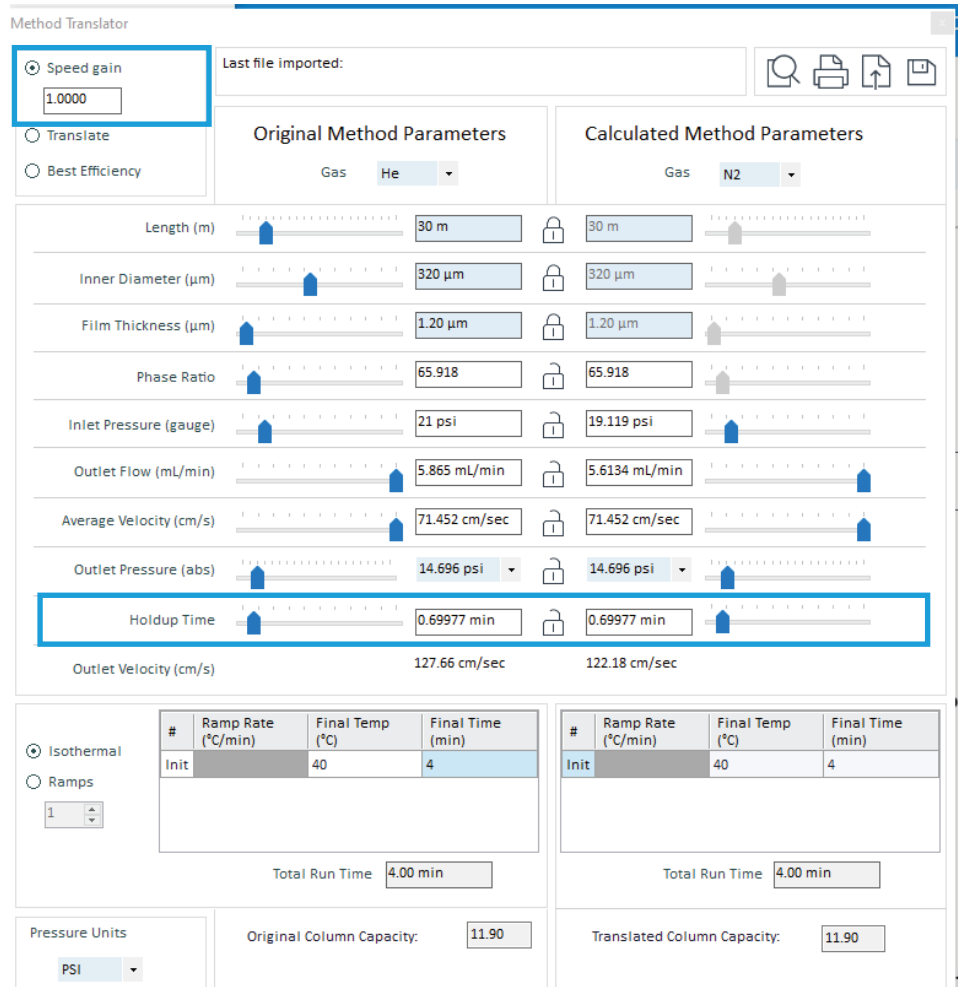 Method Translator
Speed gain
1.0000
Translate
Best Efficiency
Last file imported:
Original Method Parameters
Gas He
Calculated Method Parameters
Gas N2
Length (m) 30 m 30 m
Inner Diameter (µm) 320 µm 320 µm
Film Thickness (µm) 1.20 µm 1.20 µm
Phase Ratio 65.918 65.918
Inlet Pressure (gauge) 21 psi 19.119 psi
Outlet Flow (mL/min) 5.865 mL/min 5.6134 mL/min
Average Velocity (cm/s) 71.452 cm/sec 71.452 cm/sec
Outlet Pressure (abs) 14.696 psi 14.696 psi
Holdup Time 0.69977 min 0.69977 min
Outlet Velocity (cm/s) 127.66 cm/sec 122.18 cm/sec
Isothermal
Ramps
1
# Ramp Rate (°C/min) Final Temp (°C) Final Time (min)
Init 40 4
Total Run Time 4.00 min
# Ramp Rate (°C/min) Final Temp (°C) Final Time (min)
Init 40 4
Total Run Time 4.00 min
Pressure Units
PSI
Original Column Capacity: 11.90
Translated Column Capacity: 11.90